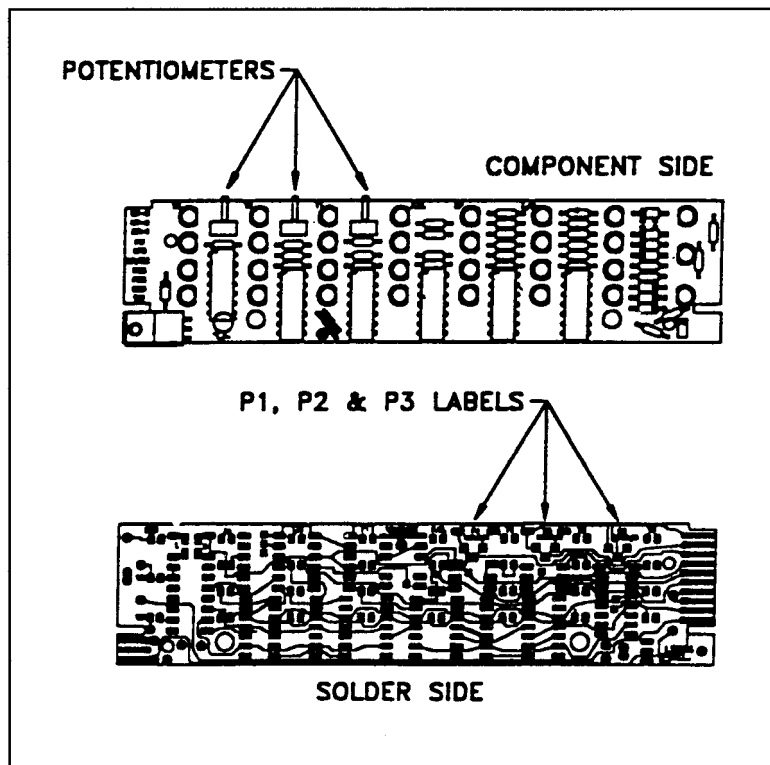 POTENTIOMETERS
COMPONENT SIDE
P1, P2 & P3 LABELS
SOLDER SIDE